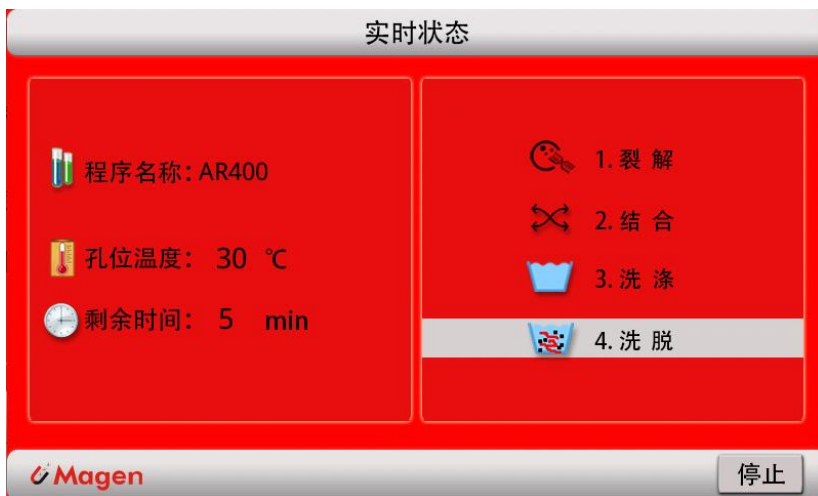 实时状态
程序名称：AR400
孔位温度： 30 ℃
剩余时间： 5 min
1. 裂 解
2. 结 合
3. 洗 涤
4. 洗 脱
Magen
停止